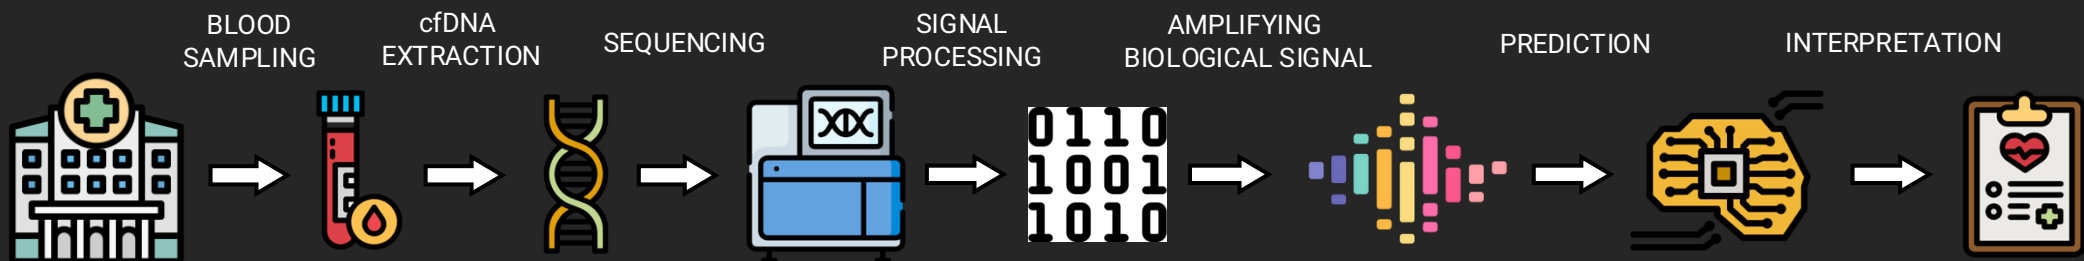 BLOOD
SAMPLING
cfDNA
EXTRACTION
SEQUENCING
SIGNAL
PROCESSING
AMPLIFYING
BIOLOGICAL SIGNAL
PREDICTION
INTERPRETATION
0110
1001
1010